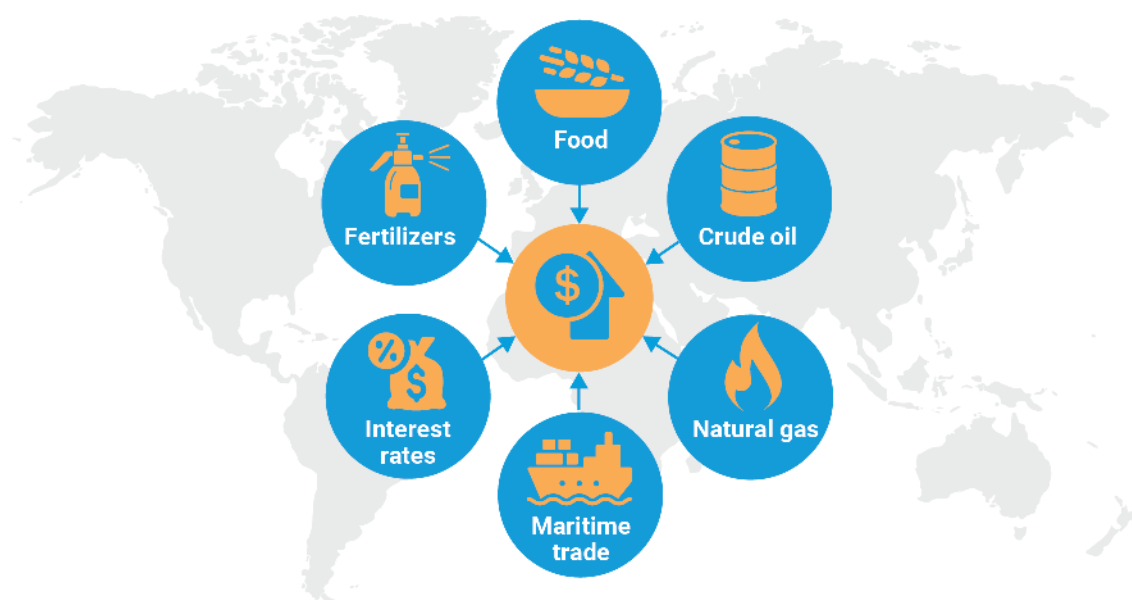 Food
Crude oil
Natural gas
Maritime
trade
Interest
rates
Fertilizers
$
%
$